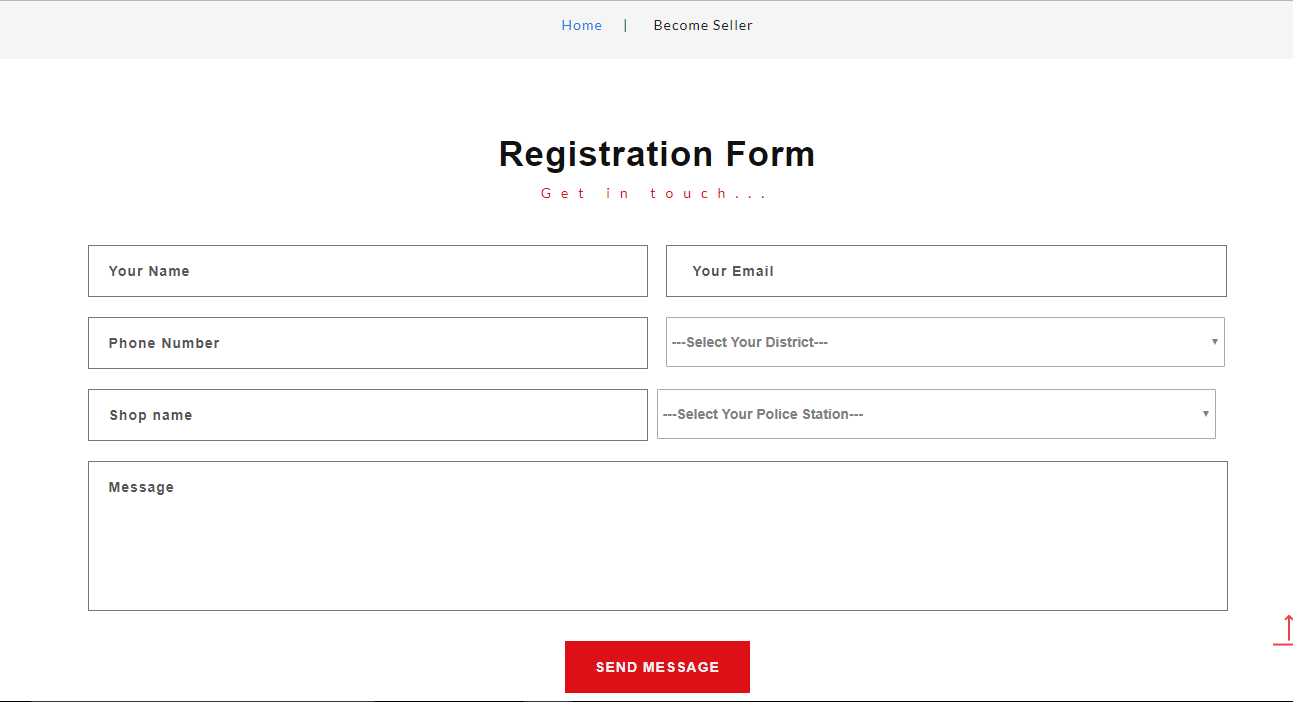 Home | Become Seller
Registration Form
Get in touch...
Your Name
Your Email
Phone Number
---Select Your District---
Shop name
---Select Your Police Station---
Message
SEND MESSAGE